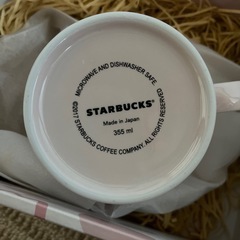 MICROWAVE AND DISHWASHER SAFE
STARBUCKS®
Made in Japan
355 ml
©2017 STARBUCKS COFFEE COMPANY. ALL RIGHTS RESERVED.